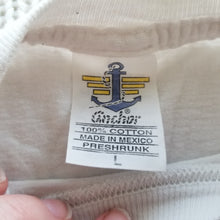 Anchor
100% COTTON
MADE IN MEXICO
PRESHRUNK